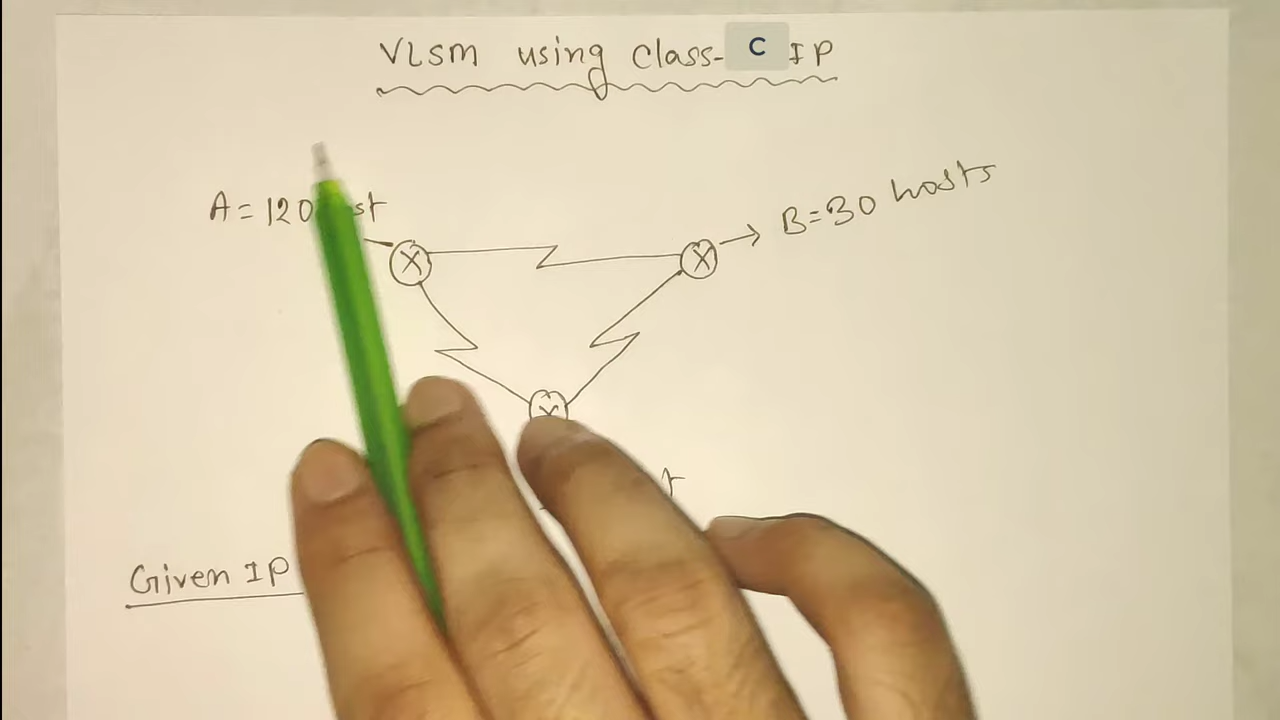 VLSM using Class-C IP
A = 120
B = 30 hosts
Given IP